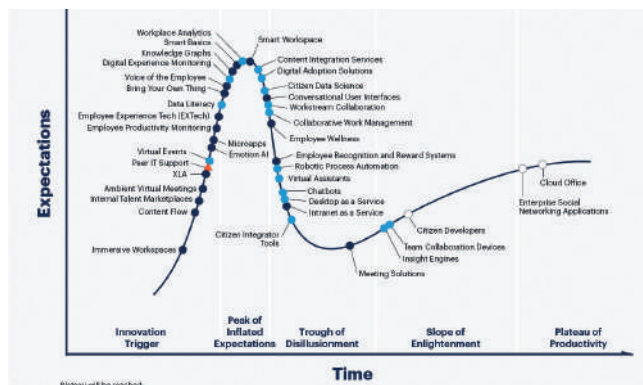 Expectations
Workplace Analytics
Smart Basics
Knowledge Graphs
Digital Experience Monitoring
Voice of the Employee
Bring Your Own Thing
Data Literacy
Employee Experience Tech (EXTech)
Employee Productivity Monitoring
Microapps
Emotion AI
Virtual Events
Peer IT Support
XLA
Ambient Virtual Meetings
Internal Talent Marketplaces
Content Flow
Immersive Workspaces
Smart Workspace
Content Integration Services
Digital Adoption Solutions
Citizen Data Science
Conversational User Interfaces
Workstream Collaboration
Collaborative Work Management
Employee Wellness
Employee Recognition and Reward Systems
Robotic Process Automation
Virtual Assistants
Chatbots
Desktop as a Service
Intranet as a Service
Citizen Integrator
Tools
Meeting Solutions
Citizen Developers
Team Collaboration Devices
Insight Engines
Enterprise Social
Networking Applications
Cloud Office
Innovation
Trigger
Peak of
Inflated
Expectations
Trough of
Disillusionment
Slope of
Enlightenment
Plateau of
Productivity
Time
Plateau will be reached